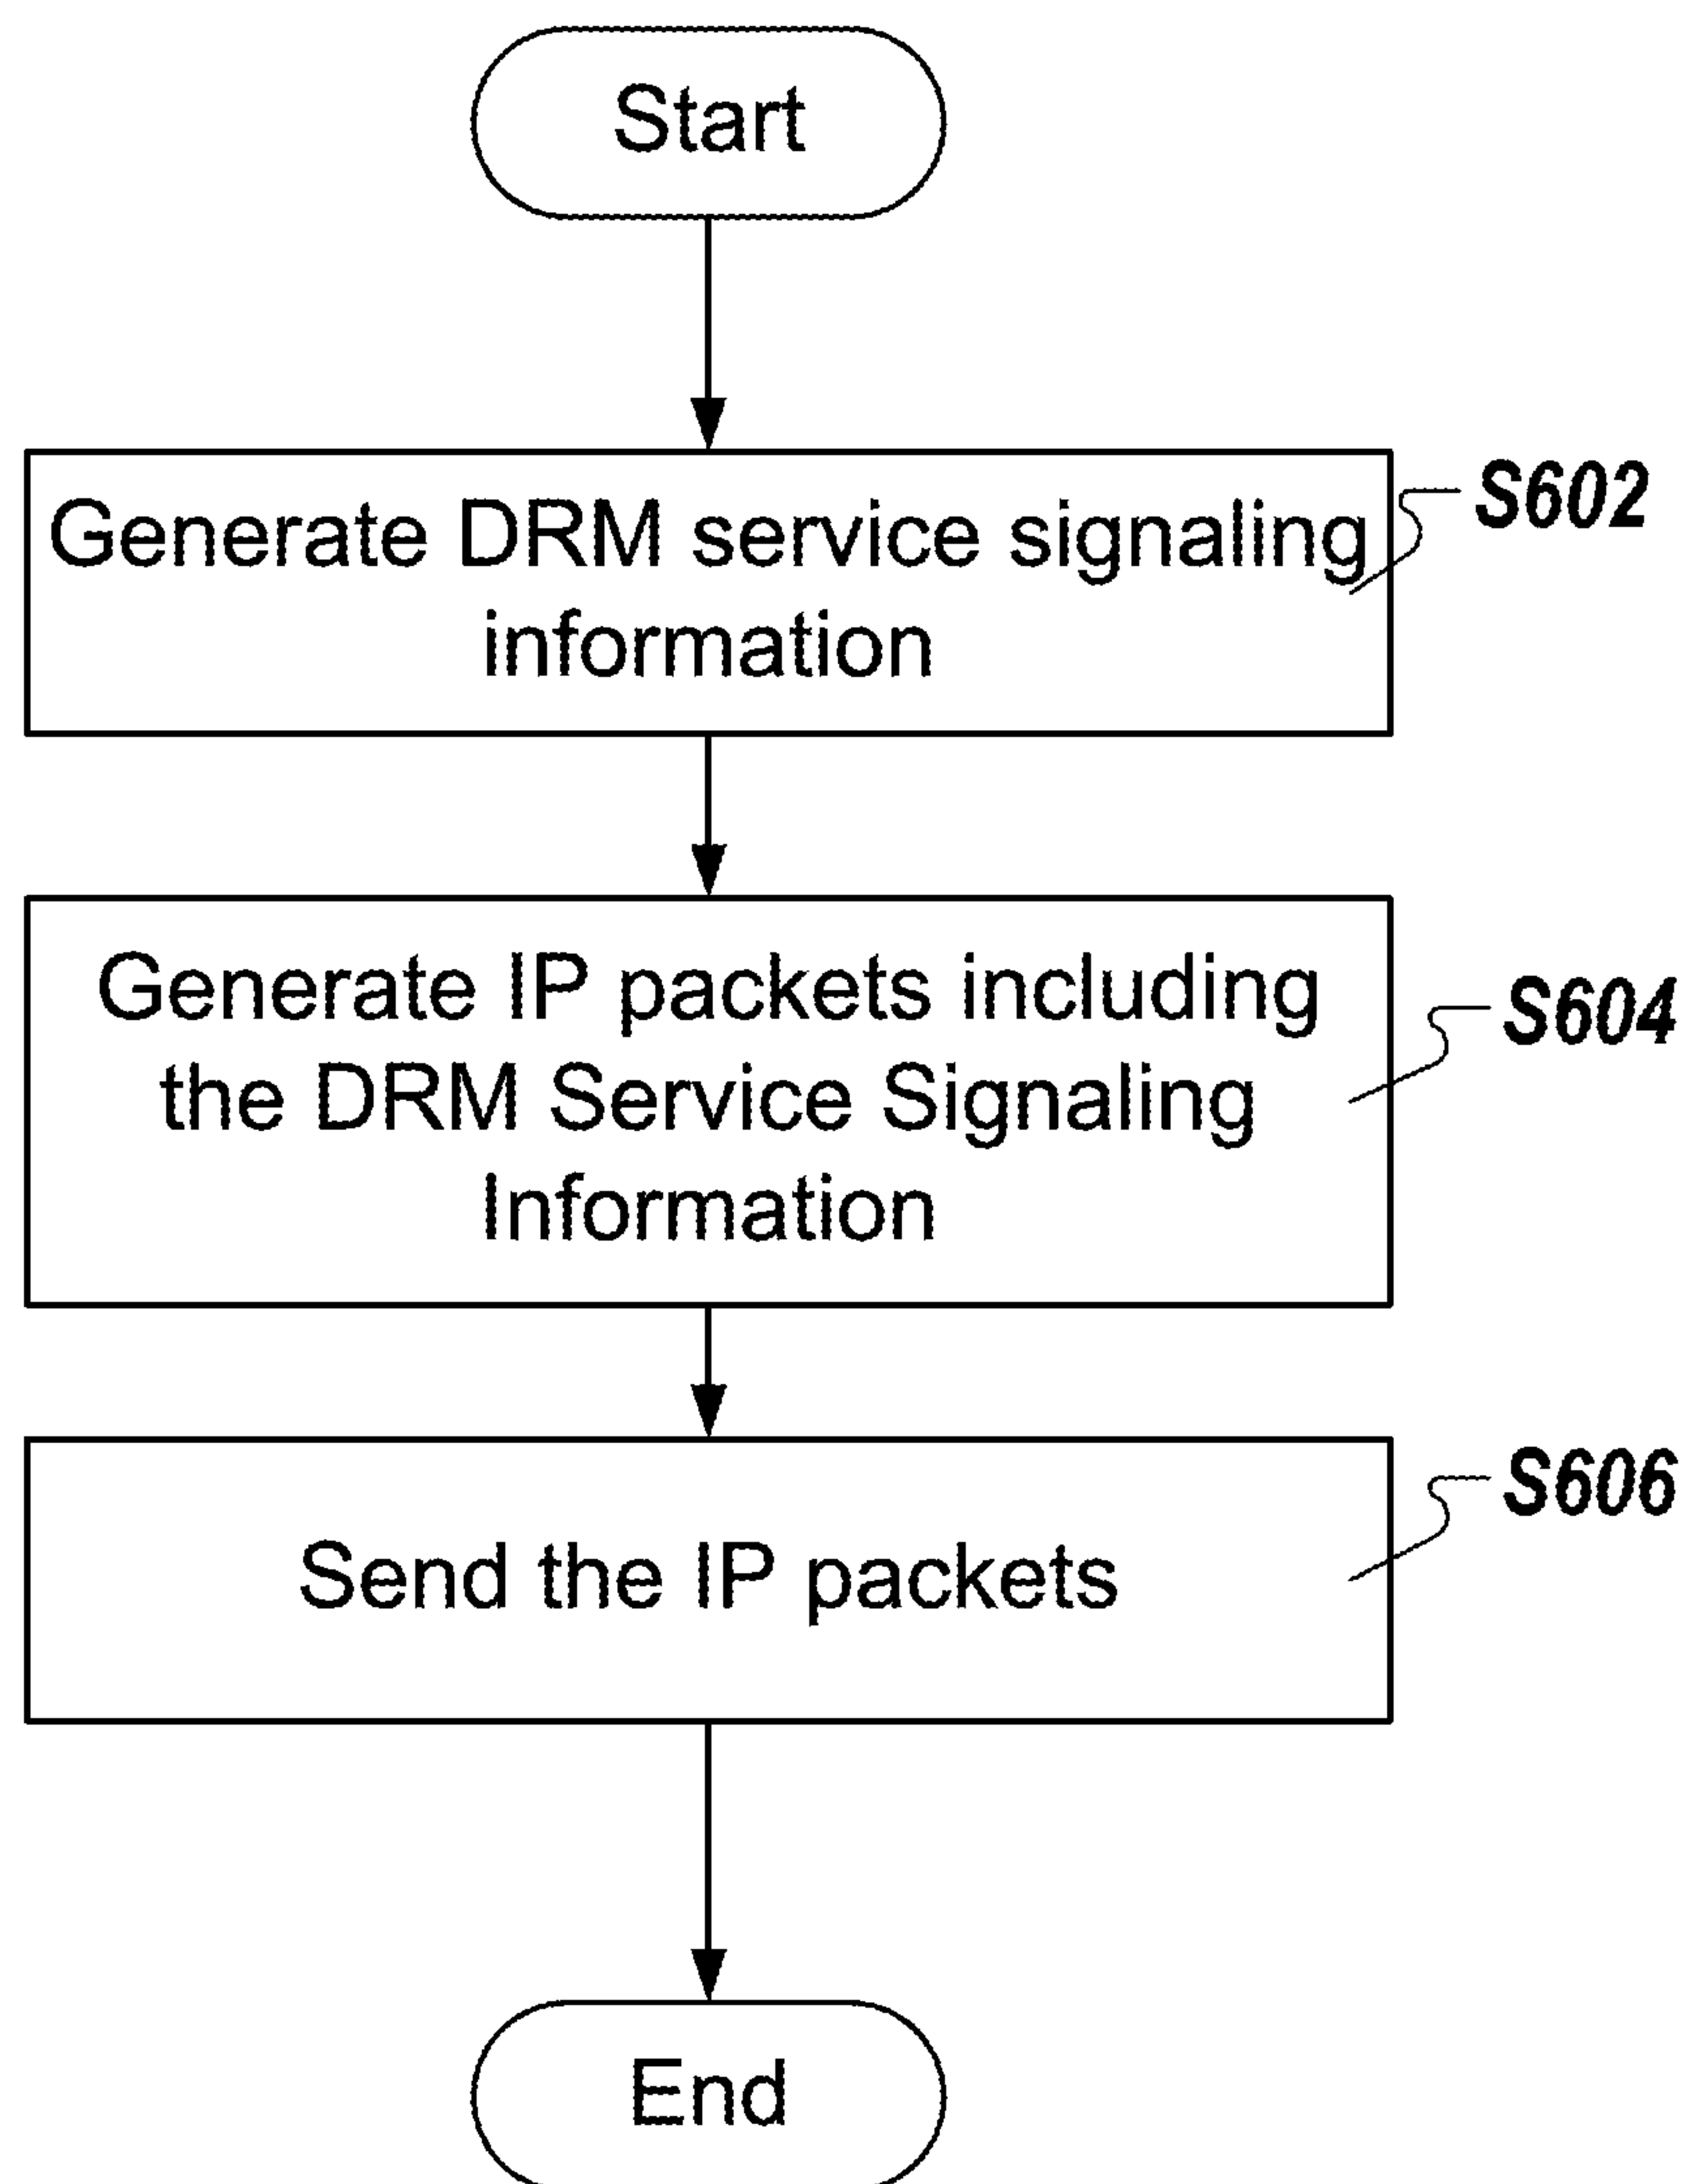 Start
Generate DRM service signaling
information
S602
Generate IP packets including
the DRM Service Signaling
Information
S604
Send the IP packets
S606
End